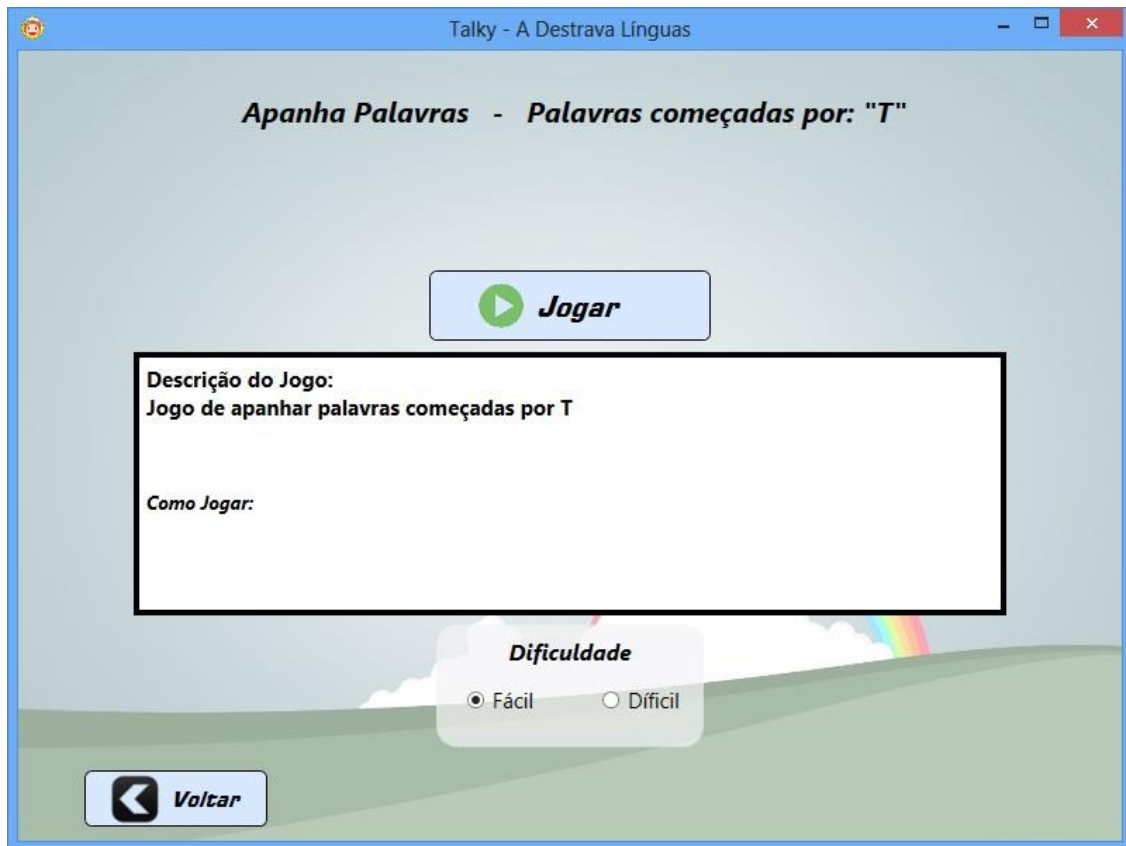 Talky - A Destrava Línguas
Apanha Palavras - Palavras começadas por: "T"
Jogar
Descrição do Jogo:
Jogo de apanhar palavras começadas por T
Como Jogar:
Dificuldade
Fácil Díficil
Voltar